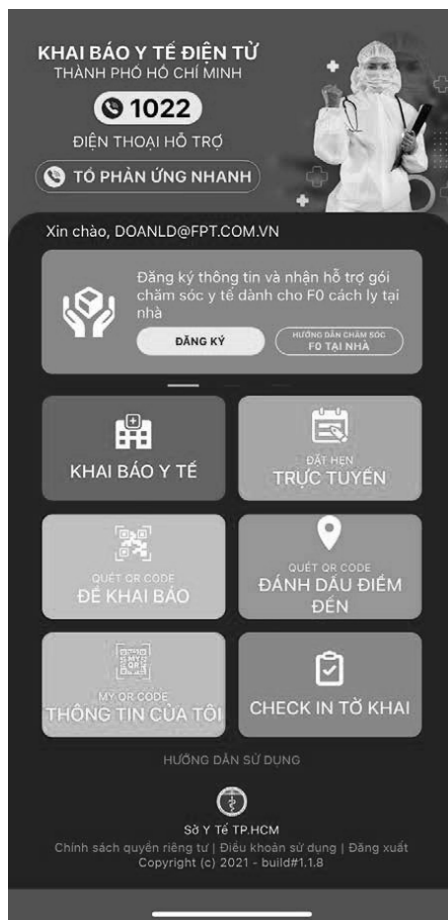 KHAI BÁO Y TẾ ĐIỆN TỬ
THÀNH PHỐ HỒ CHÍ MINH
1022
ĐIỆN THOẠI HỖ TRỢ
TỔ PHẢN ỨNG NHANH
Xin chào, DOANLD@FPT.COM.VN
Đăng ký thông tin và nhận hỗ trợ gói
chăm sóc y tế dành cho F0 cách ly tại
nhà
ĐĂNG KÝ
HƯỚNG DẪN CHĂM SÓC
F0 TẠI NHÀ
KHAI BÁO Y TẾ
ĐẶT HẸN
TRỰC TUYẾN
QUÉT QR CODE
ĐỂ KHAI BÁO
QUÉT QR CODE
ĐÁNH DẤU ĐIỂM
ĐẾN
MY
QR
MY QR CODE
THÔNG TIN CỦA TÔI
CHECK IN TỜ KHAI
HƯỚNG DẪN SỬ DỤNG
SỞ Y TẾ TP.HCM
Chính sách quyền riêng tư | Điều khoản sử dụng | Đăng xuất
Copyright (c) 2021 - build#1.1.8